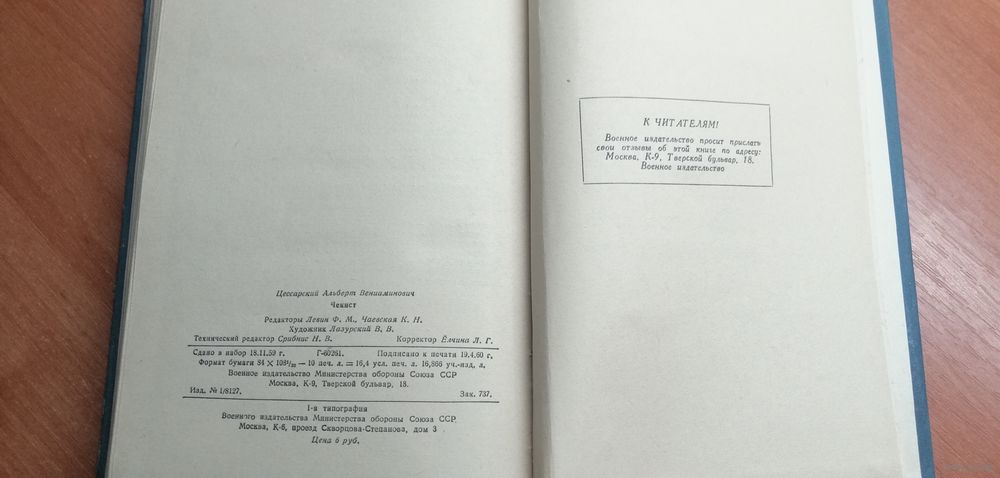 Цессарский Альберт Вениаминович
Чекист
Редакторы Левин Ф. М., Чаевская К. Н.
Художник Лазурский В. В.
Технический редактор Срибнис Н. В. Корректор Ёлчина Л. Г.
Сдано в набор 18.11.59 г. Г-60261. Подписано к печати 19.4.60 г.
Формат бумаги 84 × 108¹/₃₂ — 10 печ. л. = 16,4 усл. печ. л. 16,866 уч.-изд. л.
Военное издательство Министерства обороны Союза ССР
Москва, К-9, Тверской бульвар, 18.
Изд. № 1/8127. Зак. 737.
1-я типография
Военного издательства Министерства обороны Союза ССР
Москва, К-6, проезд Скворцова-Степанова, дом 3
Цена 6 руб.
К ЧИТАТЕЛЯМ!
Военное издательство просит прислать
свои отзывы об этой книге по адресу:
Москва, К-9, Тверской бульвар, 18.
Военное издательство